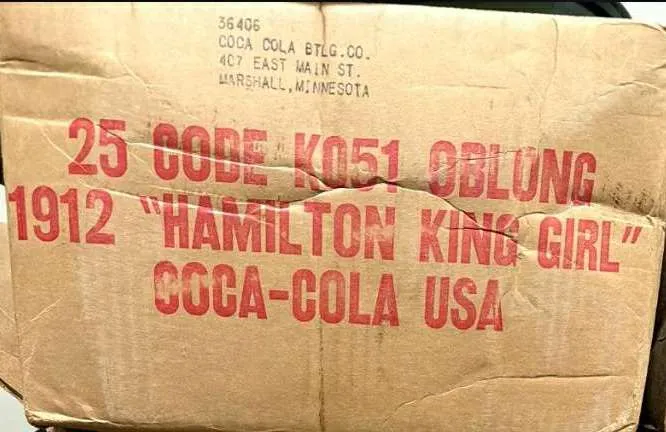 36406
COCA COLA BTLG.CO.
407 EAST MAIN ST.
MARSHALL, MINNESOTA
25 CODE K051 OBLONG
1912 "HAMILTON KING GIRL"
COCA-COLA USA